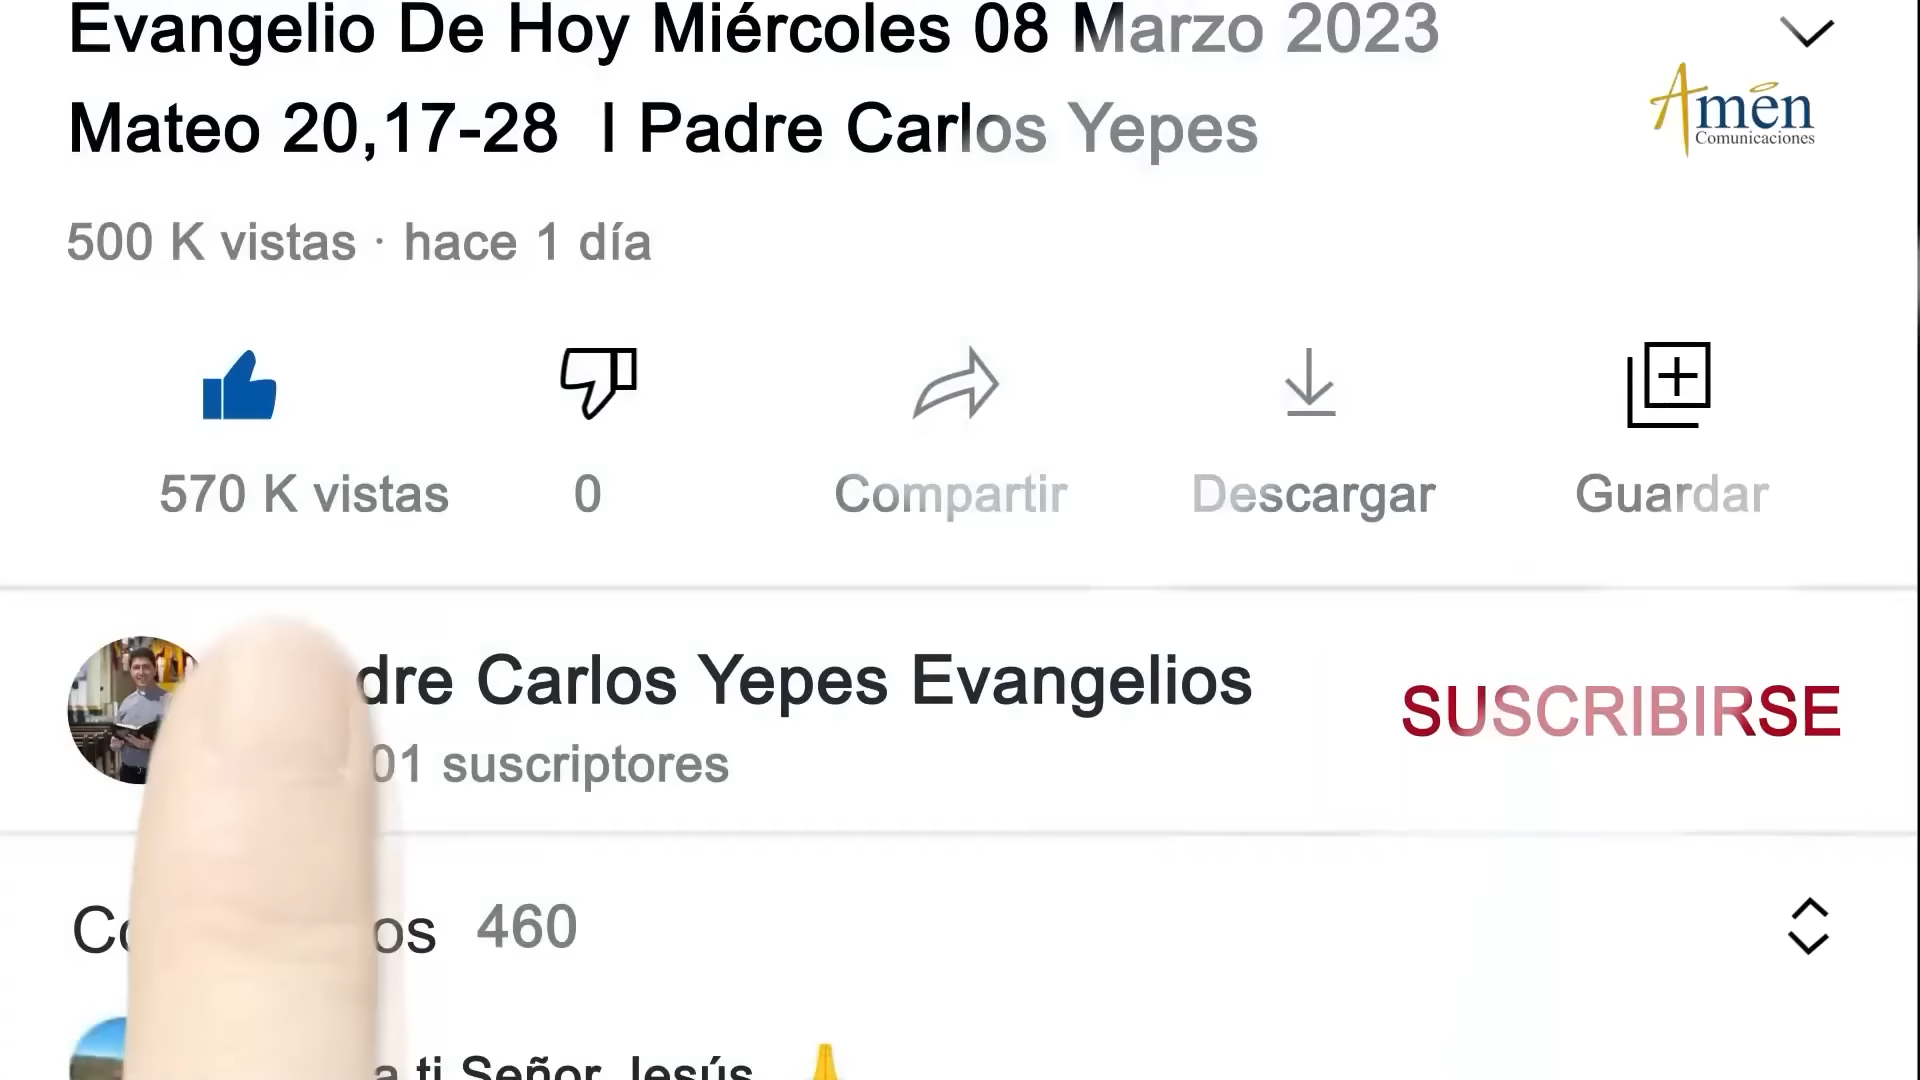 Evangelio De Hoy Miércoles 08 Marzo 2023
Mateo 20,17-28 | Padre Carlos Yepes
Amén
Comunicaciones
500 K vistas · hace 1 día
570 K vistas
0
Compartir
Descargar
Guardar
dre Carlos Yepes Evangelios
SUSCRIBIRSE
01 suscriptores
Co os 460
a ti Señor Jesús 🙏